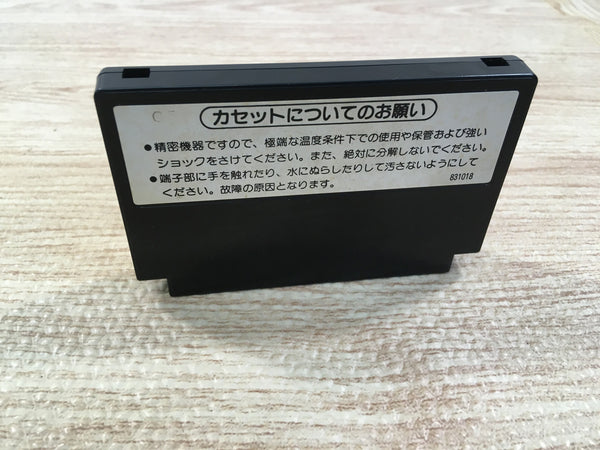 カセットについてのお願い
●精密機器ですので、極端な温度条件下での使用や保管および強い
ショックをさけてください。また、絶対に分解しないでください。
●端子部に手を触れたり、水にぬらしたりして汚さないようにして
ください。故障の原因となります。
831018